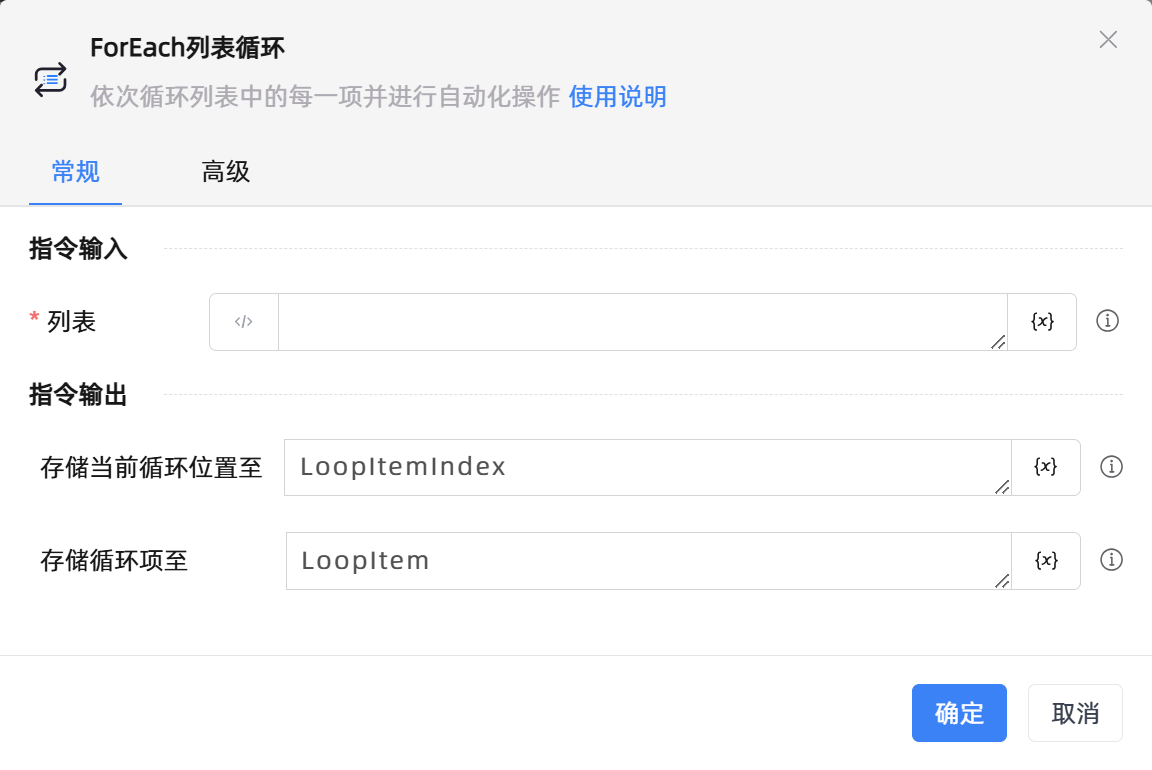 ForEach列表循环
依次循环列表中的每一项并进行自动化操作 使用说明
常规 高级
指令输入
* 列表 </> {x}
指令输出
存储当前循环位置至 LoopItemIndex {x}
存储循环项至 LoopItem {x}
确定 取消